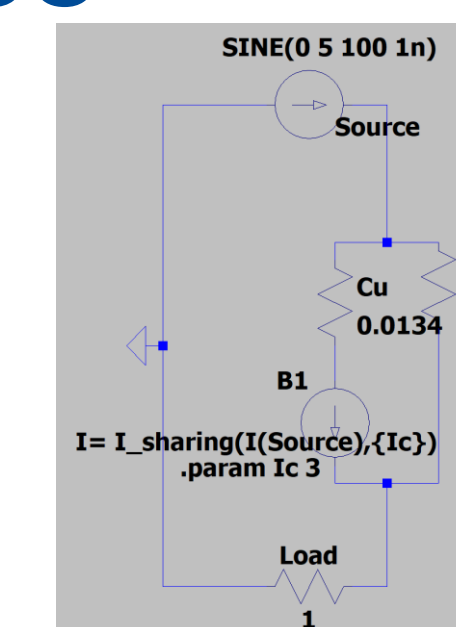 SINE(0 5 100 1n)
Source
Cu
0.0134
B1
I= I_sharing(I(Source),{Ic})
.param Ic 3
Load
1